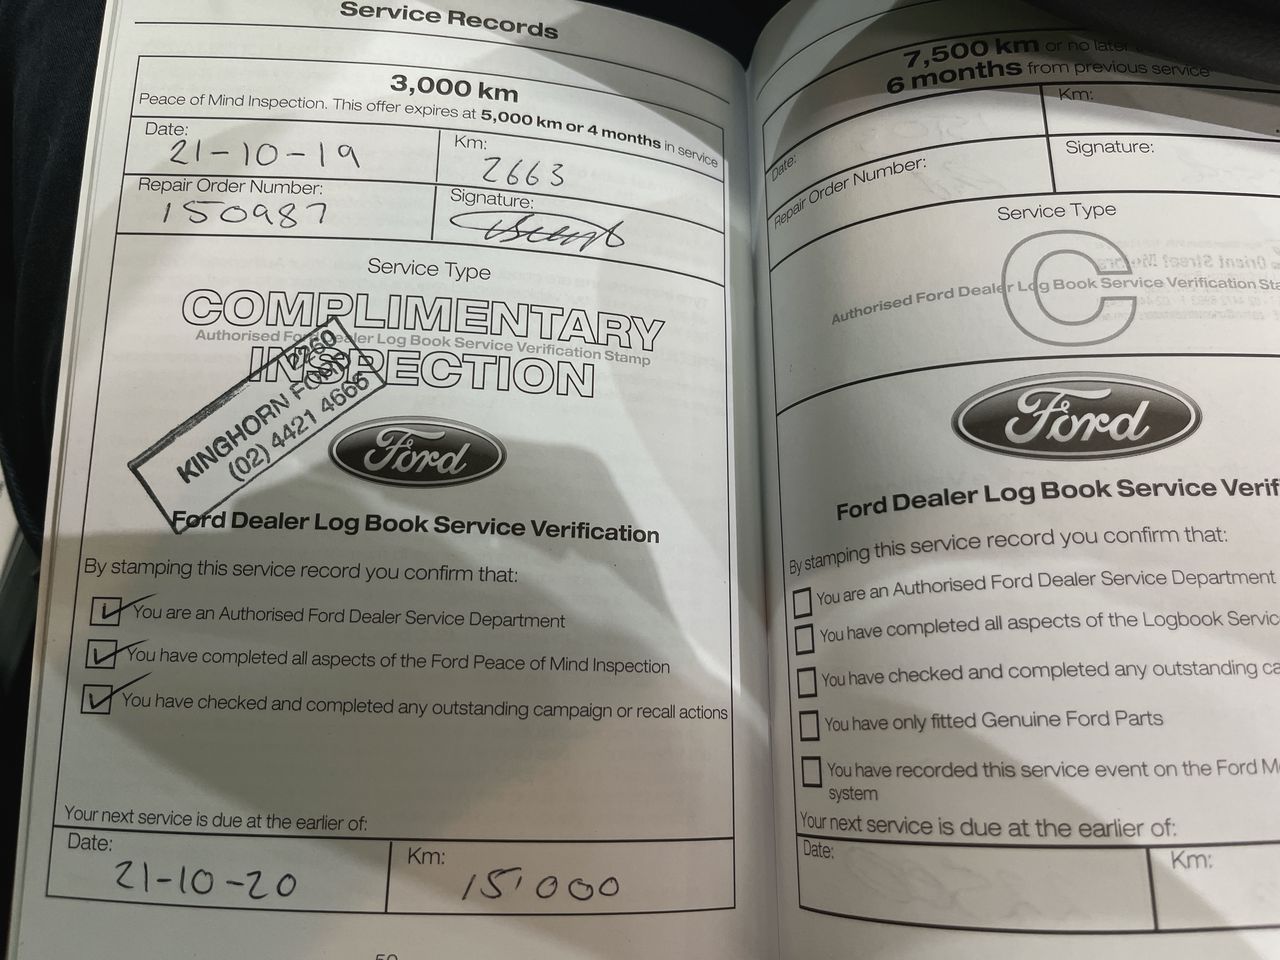 Service Records
3,000 km
Peace of Mind Inspection. This offer expires at 5,000 km or 4 months in service
Date:
21-10-19
Km:
2663
Repair Order Number:
150987
Signature:
Service Type
COMPLIMENTARY
Authorised Ford Dealer Log Book Service Verification Stamp
INSPECTION
2260
KINGHORN FORD
(02) 4421 4666
Ford
Ford Dealer Log Book Service Verification
By stamping this service record you confirm that:
You are an Authorised Ford Dealer Service Department
You have completed all aspects of the Ford Peace of Mind Inspection
You have checked and completed any outstanding campaign or recall actions
Your next service is due at the earlier of:
Date:
21-10-20
Km:
15'000
7,500 km or no later
6 months from previous service
Date:
Km:
Repair Order Number:
Signature:
Service Type
C
Authorised Ford Dealer Log Book Service Verification Sta
Ford
Ford Dealer Log Book Service Verif
By stamping this service record you confirm that:
You are an Authorised Ford Dealer Service Department
You have completed all aspects of the Logbook Servic
You have checked and completed any outstanding ca
You have only fitted Genuine Ford Parts
You have recorded this service event on the Ford M
system
Your next service is due at the earlier of:
Date:
Km: